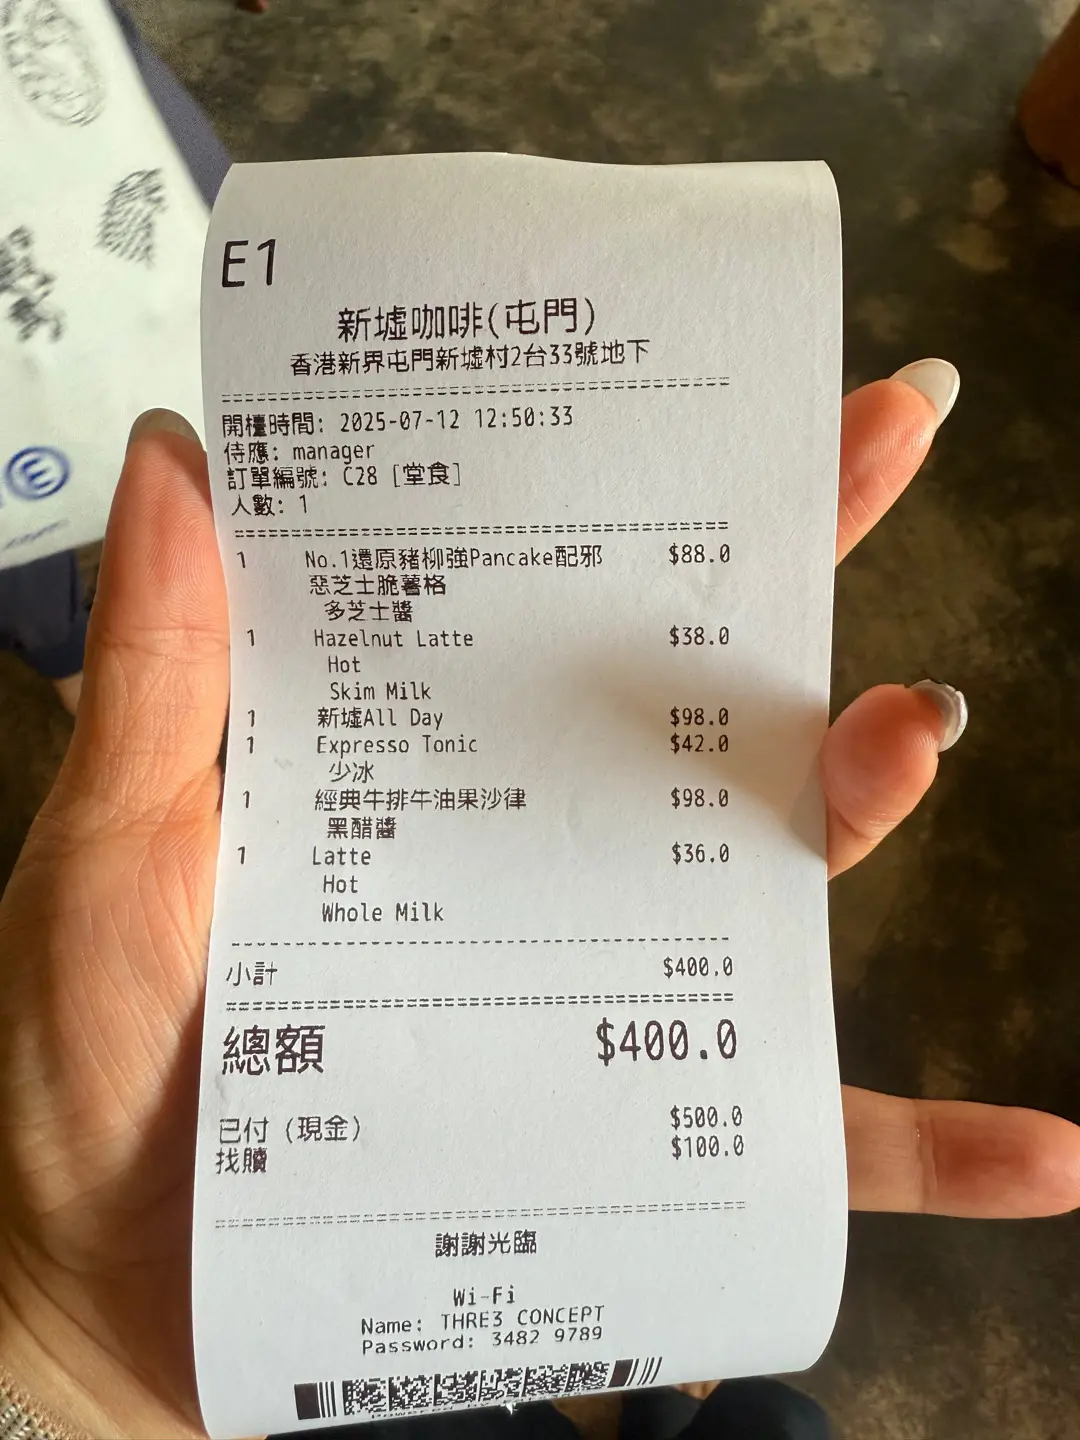 E1
新墟咖啡(屯門)
香港新界屯門新墟村2台33號地下
開檯時間: 2025-07-12 12:50:33
侍應: manager
訂單編號: C28 [堂食]
人數: 1
1 No.1還原豬柳強Pancake配邪 $88.0
惡芝士脆薯格
多芝士醬
1 Hazelnut Latte $38.0
Hot
Skim Milk
1 新墟All Day $98.0
1 Expresso Tonic $42.0
少冰
1 經典牛排牛油果沙律 $98.0
黑醋醬
1 Latte $36.0
Hot
Whole Milk
小計 $400.0
總額 $400.0
已付 (現金) $500.0
找贖 $100.0
謝謝光臨
Wi-Fi
Name: THRE3 CONCEPT
Password: 3482 9789